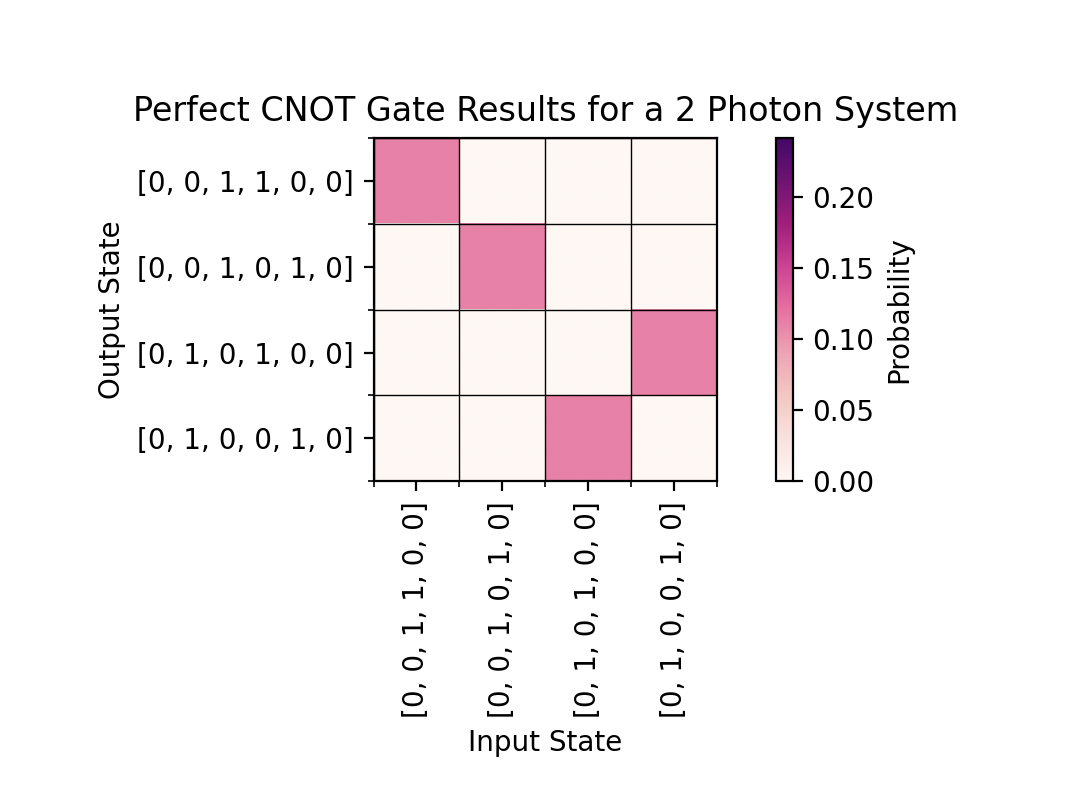 Perfect CNOT Gate Results for a 2 Photon System
Output State
[0, 0, 1, 1, 0, 0]
[0, 0, 1, 0, 1, 0]
[0, 1, 0, 1, 0, 0]
[0, 1, 0, 0, 1, 0]
[0, 0, 1, 1, 0, 0]
[0, 0, 1, 0, 1, 0]
[0, 1, 0, 1, 0, 0]
[0, 1, 0, 0, 1, 0]
Input State
0.20
0.15
0.10
0.05
0.00
Probability